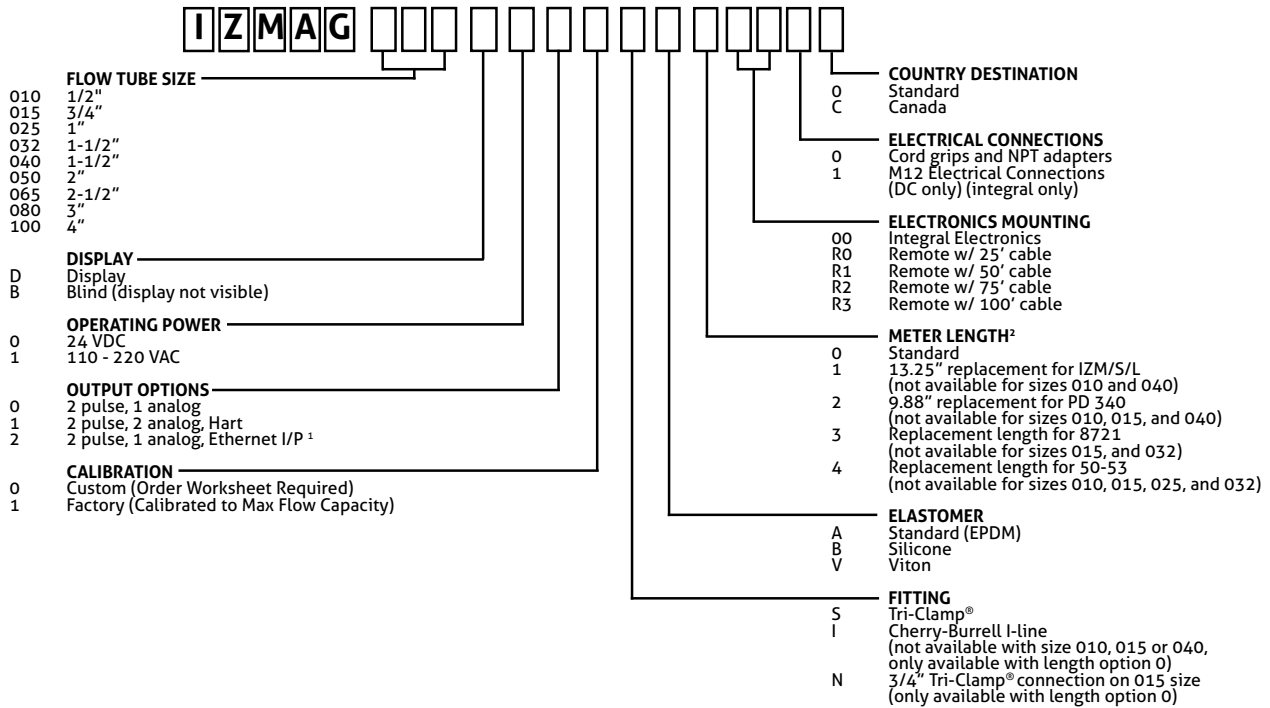 IZMAG
FLOW TUBE SIZE
010 1/2"
015 3/4”
025 1”
032 1-1/2”
040 1-1/2”
050 2”
065 2-1/2”
080 3”
100 4”
DISPLAY
D Display
B Blind (display not visible)
OPERATING POWER
0 24 VDC
1 110 - 220 VAC
OUTPUT OPTIONS
0 2 pulse, 1 analog
1 2 pulse, 2 analog, Hart
2 2 pulse, 1 analog, Ethernet I/P ¹
CALIBRATION
0 Custom (Order Worksheet Required)
1 Factory (Calibrated to Max Flow Capacity)
COUNTRY DESTINATION
0 Standard
C Canada
ELECTRICAL CONNECTIONS
0 Cord grips and NPT adapters
1 M12 Electrical Connections
(DC only) (integral only)
ELECTRONICS MOUNTING
00 Integral Electronics
R0 Remote w/ 25’ cable
R1 Remote w/ 50’ cable
R2 Remote w/ 75’ cable
R3 Remote w/ 100’ cable
METER LENGTH²
0 Standard
1 13.25” replacement for IZM/S/L
(not available for sizes 010 and 040)
2 9.88” replacement for PD 340
(not available for sizes 010, 015, and 040)
3 Replacement length for 8721
(not available for sizes 015, and 032)
4 Replacement length for 50-53
(not available for sizes 010, 015, 025, and 032)
ELASTOMER
A Standard (EPDM)
B Silicone
V Viton
FITTING
S Tri-Clamp®
I Cherry-Burrell I-line
(not available with size 010, 015 or 040,
only available with length option 0)
N 3/4” Tri-Clamp® connection on 015 size
(only available with length option 0)